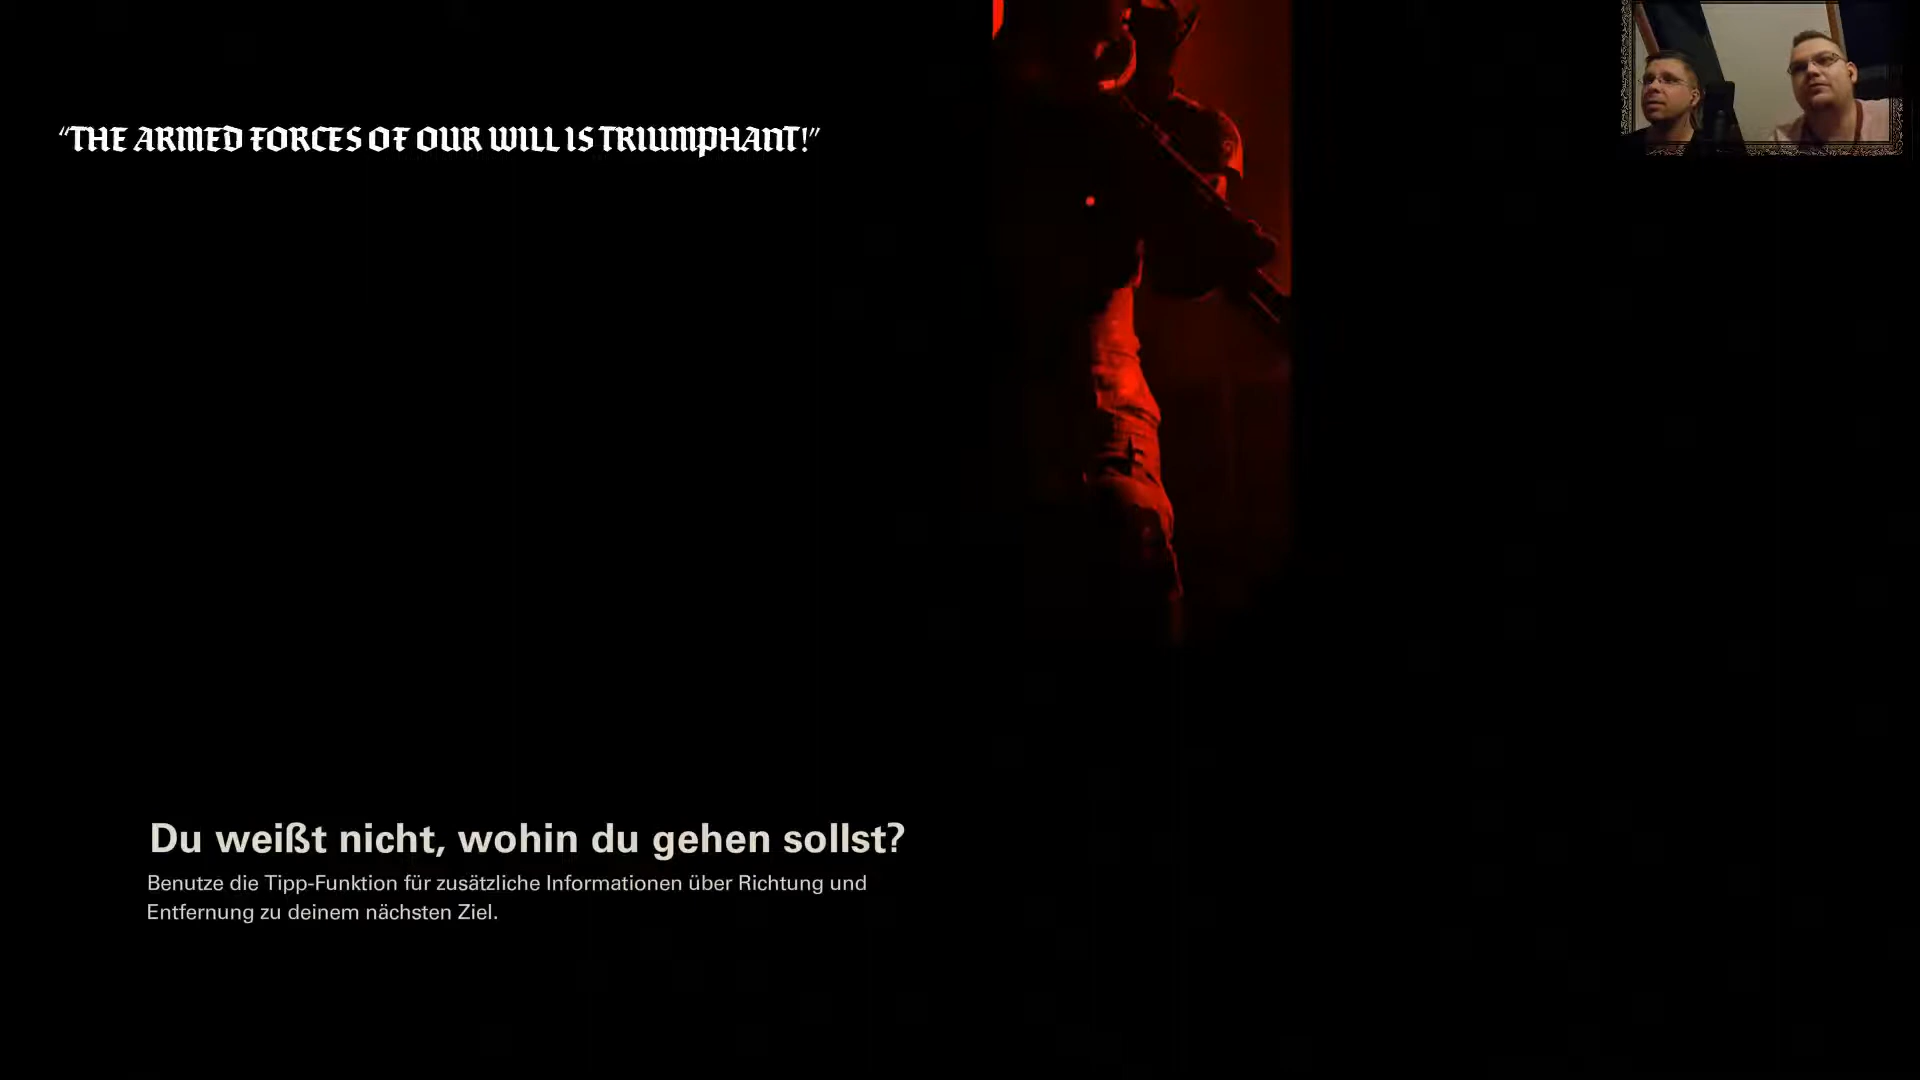 “THE ARMED FORCES OF OUR WILL IS TRIUMPHANT!”
Du weißt nicht, wohin du gehen sollst?
Benutze die Tipp-Funktion für zusätzliche Informationen über Richtung und
Entfernung zu deinem nächsten Ziel.